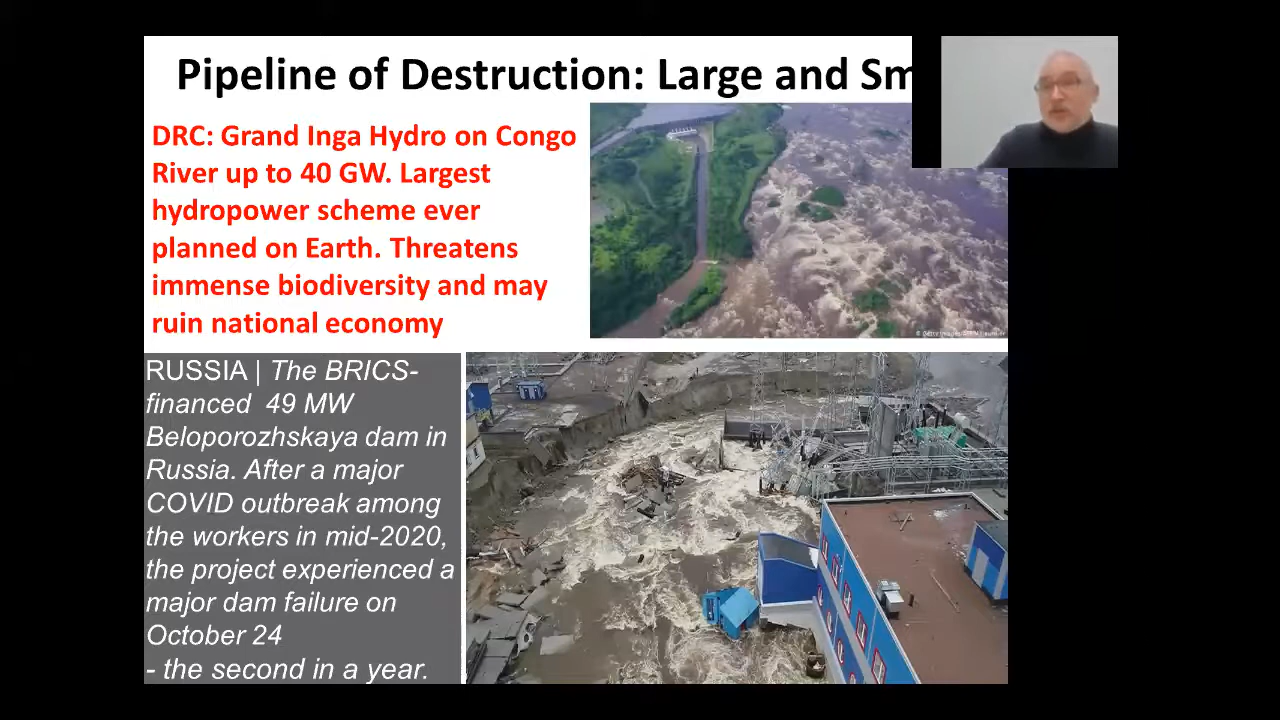 Pipeline of Destruction: Large and Sm
DRC: Grand Inga Hydro on Congo
River up to 40 GW. Largest
hydropower scheme ever
planned on Earth. Threatens
immense biodiversity and may
ruin national economy
RUSSIA | The BRICS-
financed 49 MW
Beloporozhskaya dam in
Russia. After a major
COVID outbreak among
the workers in mid-2020,
the project experienced a
major dam failure on
October 24
- the second in a year.